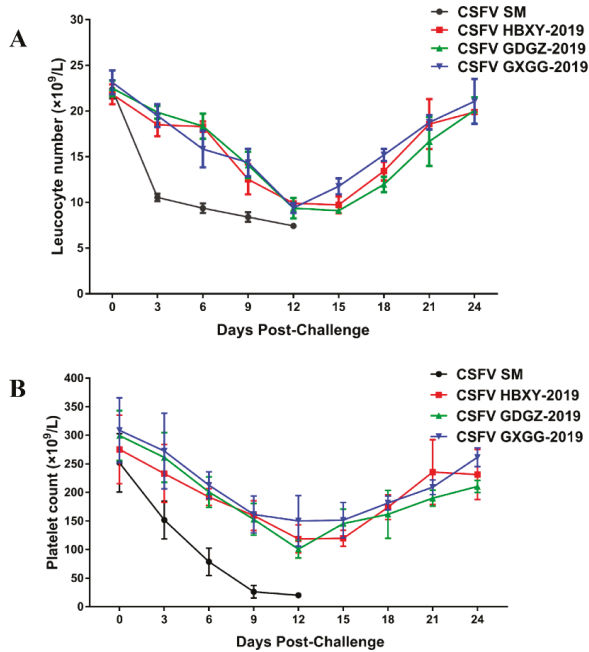 A
CSFV SM
CSFV HBXY-2019
CSFV GDGZ-2019
CSFV GXGG-2019
Leucocyte number (×10⁹/L)
30
25
20
15
10
5
0
0 3 6 9 12 15 18 21 24
Days Post-Challenge
B
CSFV SM
CSFV HBXY-2019
CSFV GDGZ-2019
CSFV GXGG-2019
Platelet count (×10⁹/L)
400
350
300
250
200
150
100
50
0
0 3 6 9 12 15 18 21 24
Days Post-Challenge